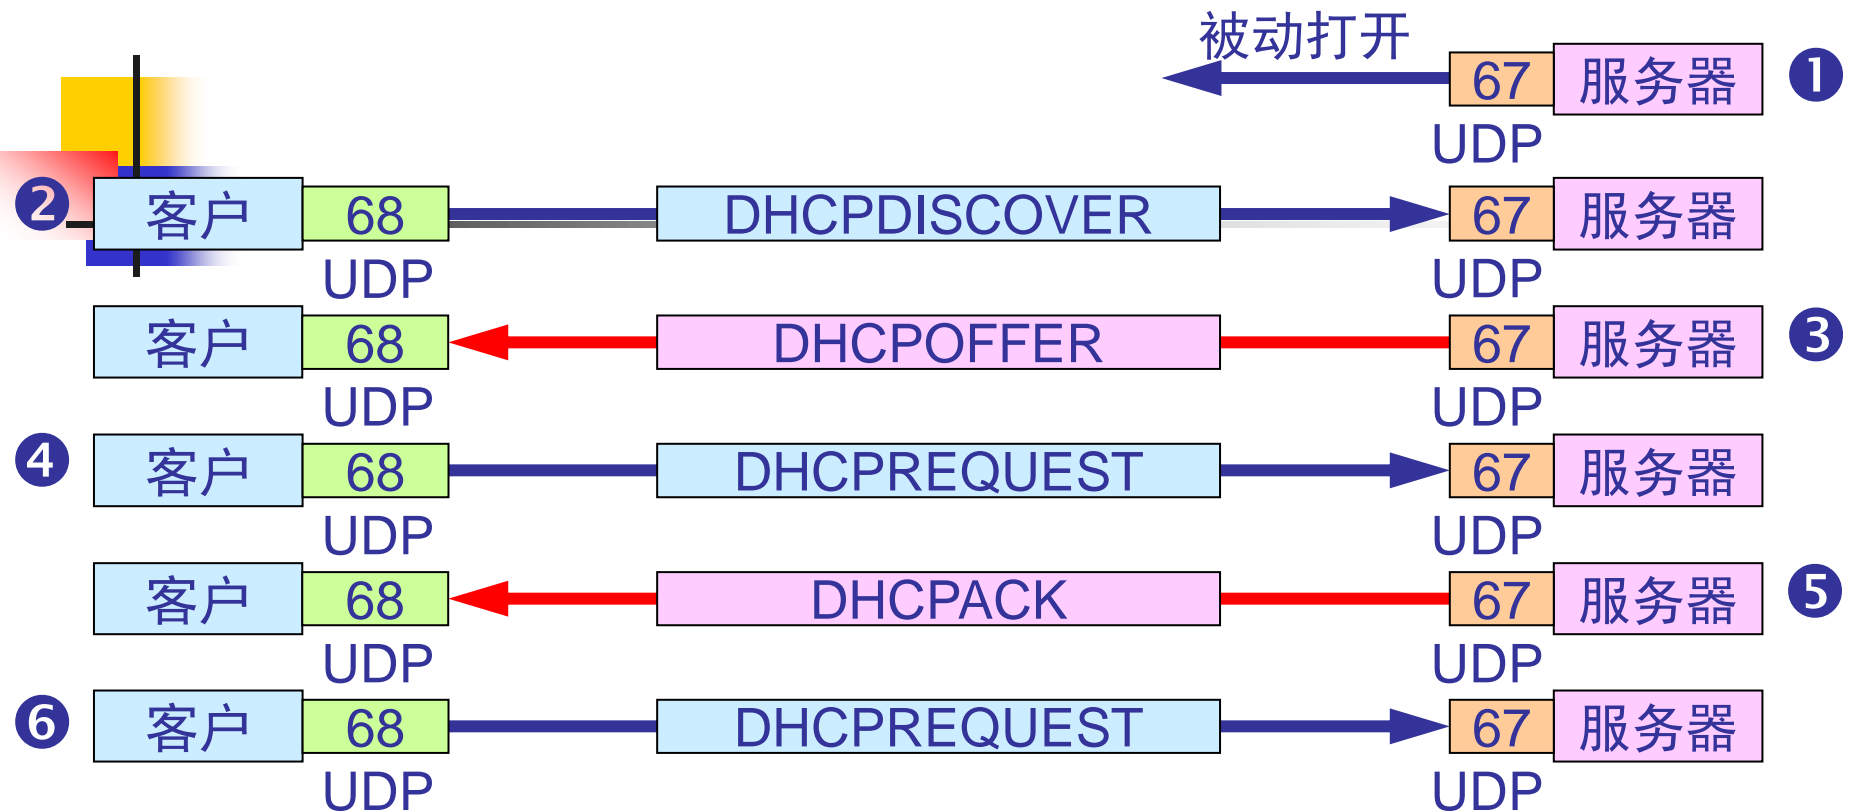 被动打开
67 服务器 ❶
UDP
❷ 客户 68 DHCPDISCOVER 67 服务器
UDP UDP
客户 68 DHCPOFFER 67 服务器 ❸
UDP UDP
❹ 客户 68 DHCPREQUEST 67 服务器
UDP UDP
客户 68 DHCPACK 67 服务器 ❺
UDP UDP
❻ 客户 68 DHCPREQUEST 67 服务器
UDP UDP